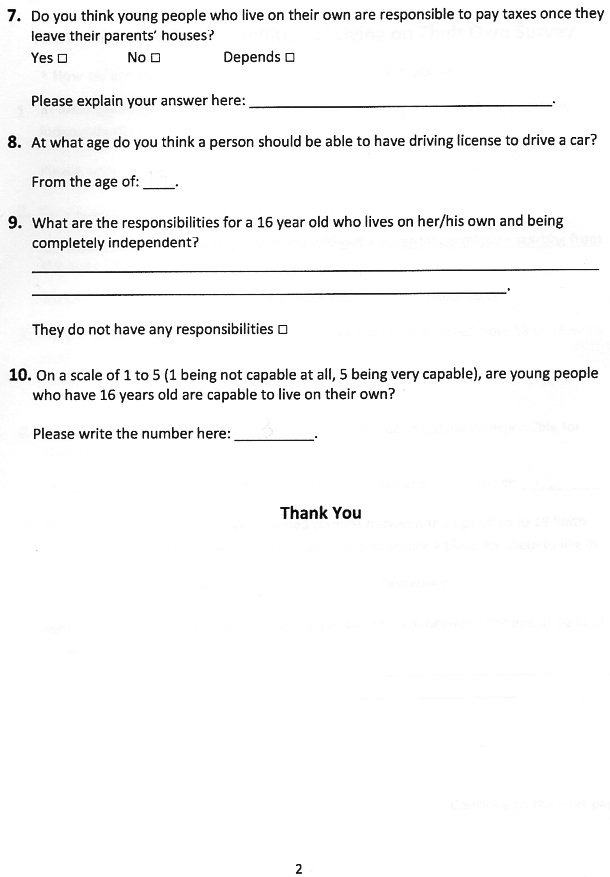 7. Do you think young people who live on their own are responsible to pay taxes once they
leave their parents' houses?
Yes □ No □ Depends □
Please explain your answer here: ____________________________________________.
8. At what age do you think a person should be able to have driving license to drive a car?
From the age of: ____.
9. What are the responsibilities for a 16 year old who lives on her/his own and being
completely independent?
________________________________________________________________________________
___________________________________________________________________.
They do not have any responsibilities □
10. On a scale of 1 to 5 (1 being not capable at all, 5 being very capable), are young people
who have 16 years old are capable to live on their own?
Please write the number here: ___________.
Thank You
2